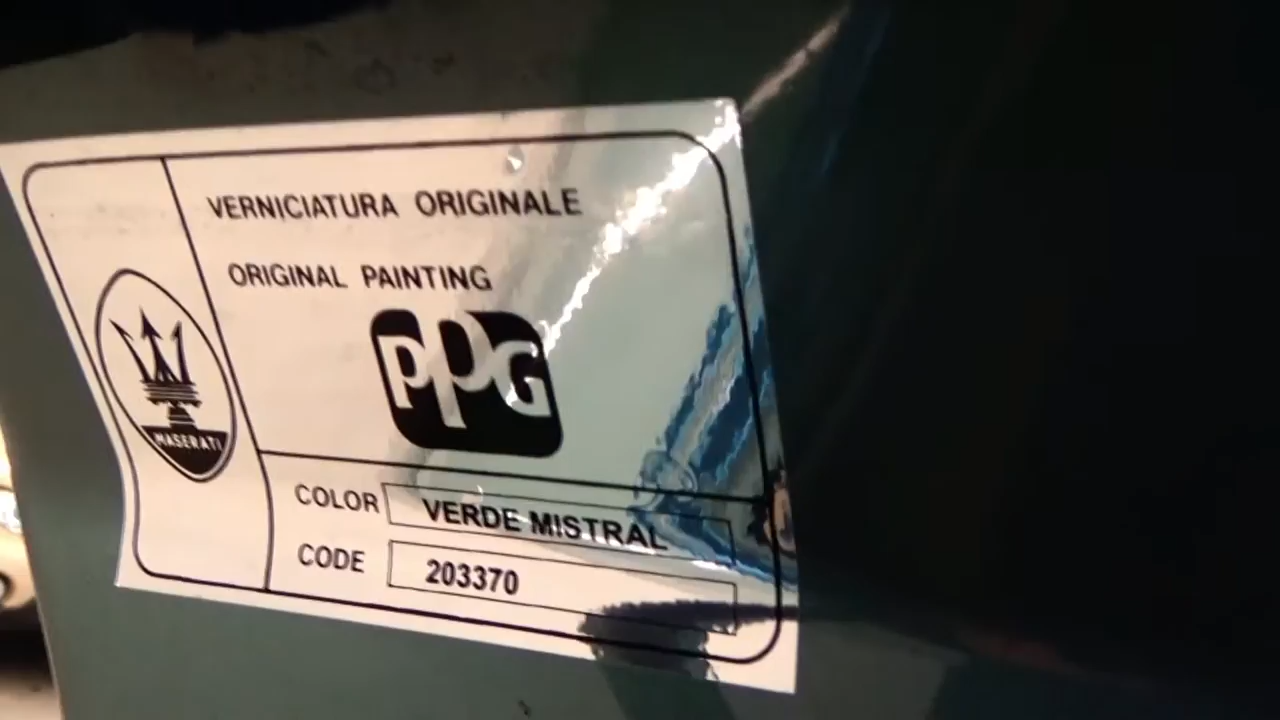 VERNICIATURA ORIGINALE
ORIGINAL PAINTING
PPG
MASERATI
COLOR VERDE MISTRAL
CODE 203370